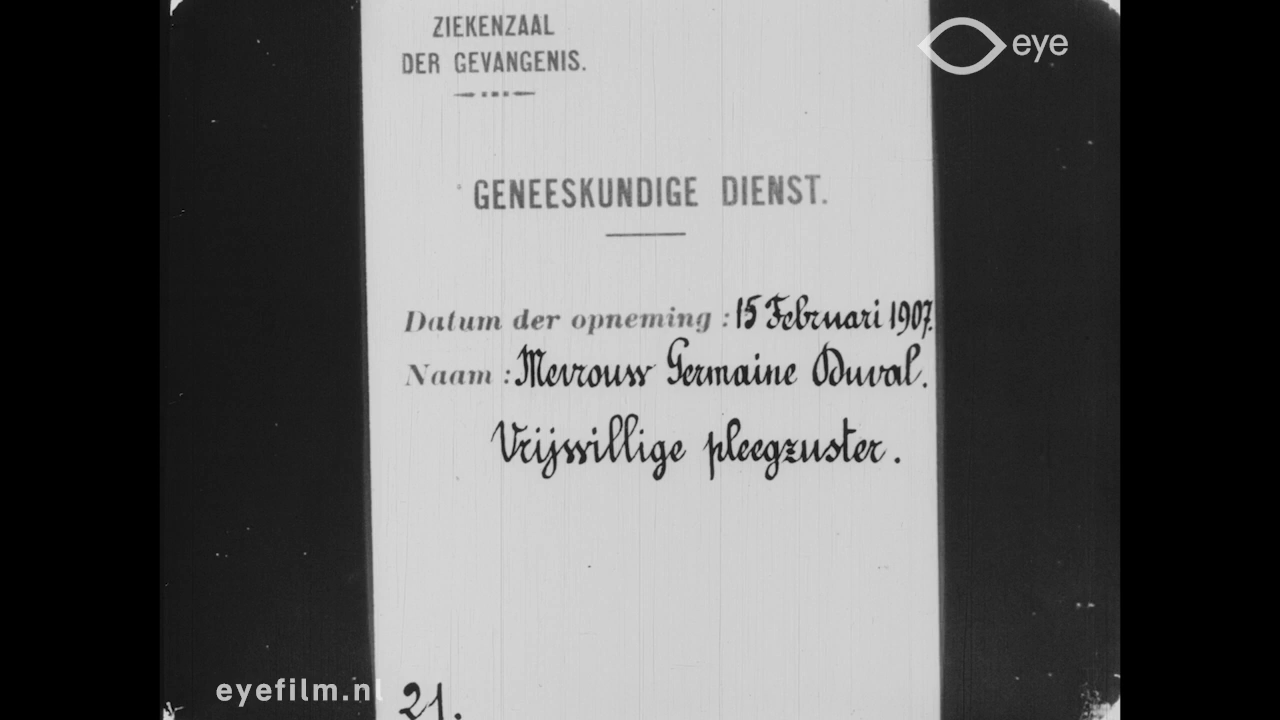 ZIEKENZAAL
DER GEVANGENIS.
eye
GENEESKUNDIGE DIENST.
Datum der opneming : 15 Februari 1907.
Naam : Mevrouw Germaine Duval.
Vrijwillige pleegzuster.
eyefilm.nl
21.